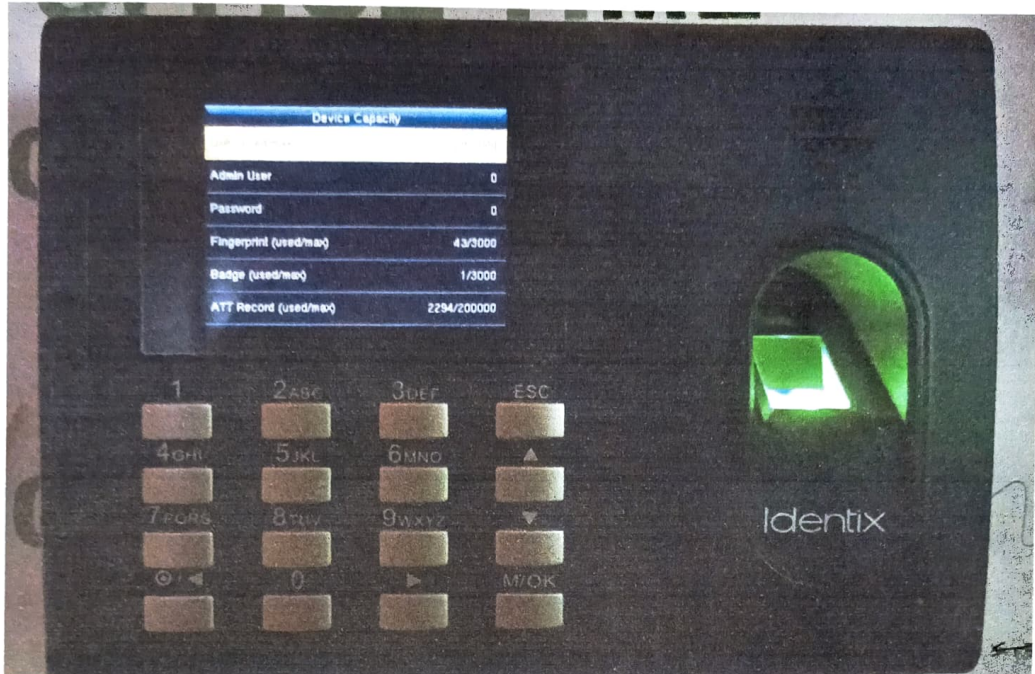 Device Capacity
Admin User 0
Password 0
Fingerprint (used/max) 43/3000
Badge (used/max) 1/3000
ATT Record (used/max) 2294/200000
1 2ABC 3DEF ESC
4GHI 5JKL 6MNO ▲
7PQRS 8TUV 9WXYZ ▼
◀ 0 ▶ M/OK
Identix